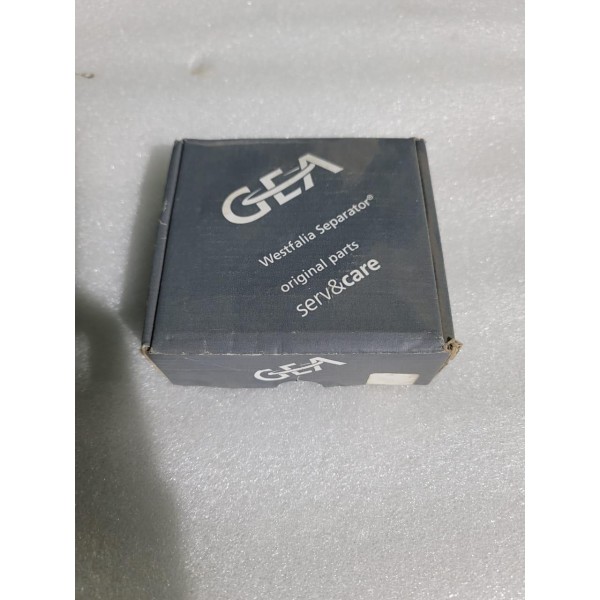 GEA
Westfalia Separator®
original parts
serv&care
GEA